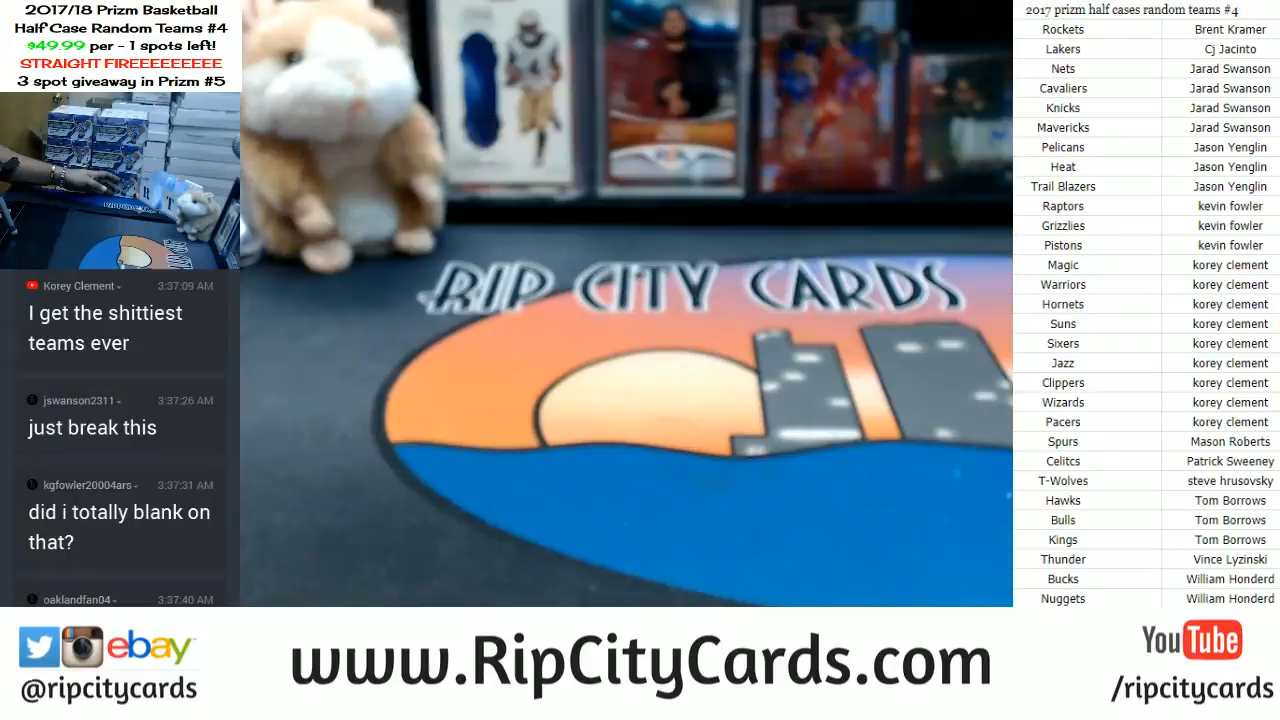 2017/18 Prizm Basketball
Half Case Random Teams #4
$49.99 per - 1 spots left!
STRAIGHT FIREEEEEEEEE
3 spot giveaway in Prizm #5
RIP CITY CARDS
Korey Clement 3:37:09 AM
I get the shittiest
teams ever
jswanson2311 3:37:26 AM
just break this
kgfowler20004ars 3:37:31 AM
did i totally blank on
that?
oaklandfan04 3:37:40 AM
2017 prizm half cases random teams #4
Rockets Brent Kramer
Lakers Cj Jacinto
Nets Jarad Swanson
Cavaliers Jarad Swanson
Knicks Jarad Swanson
Mavericks Jarad Swanson
Pelicans Jason Yenglin
Heat Jason Yenglin
Trail Blazers Jason Yenglin
Raptors kevin fowler
Grizzlies kevin fowler
Pistons kevin fowler
Magic korey clement
Warriors korey clement
Hornets korey clement
Suns korey clement
Sixers korey clement
Jazz korey clement
Clippers korey clement
Wizards korey clement
Pacers korey clement
Spurs Mason Roberts
Celitcs Patrick Sweeney
T-Wolves steve hrusovsky
Hawks Tom Borrows
Bulls Tom Borrows
Kings Tom Borrows
Thunder Vince Lyzinski
Bucks William Honderd
Nuggets William Honderd
ebay
@ripcitycards
www.RipCityCards.com
YouTube
/ripcitycards